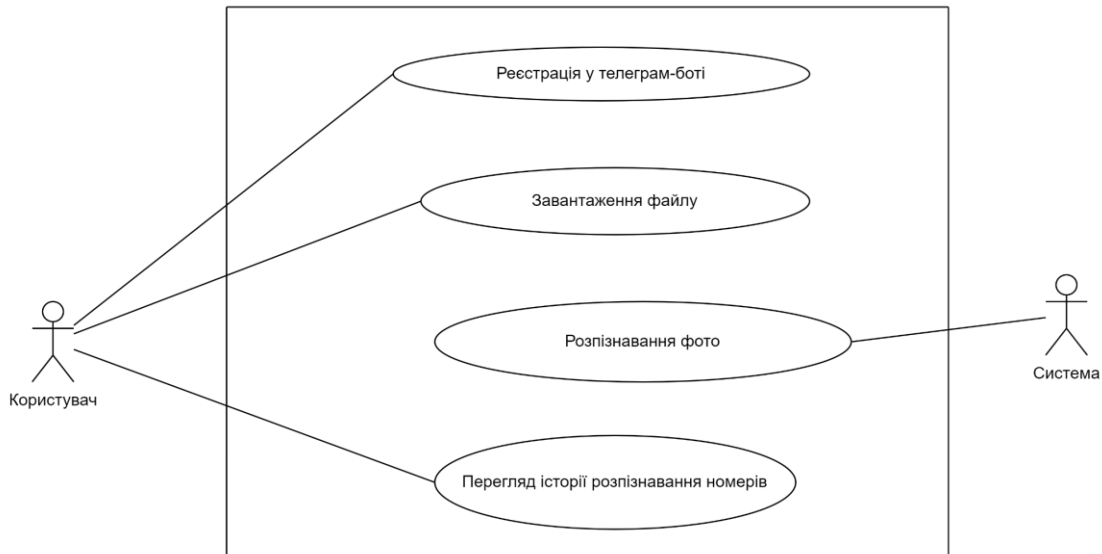 Реєстрація у телеграм-боті
Завантаження файлу
Розпізнавання фото
Користувач
Система
Перегляд історії розпізнавання номерів